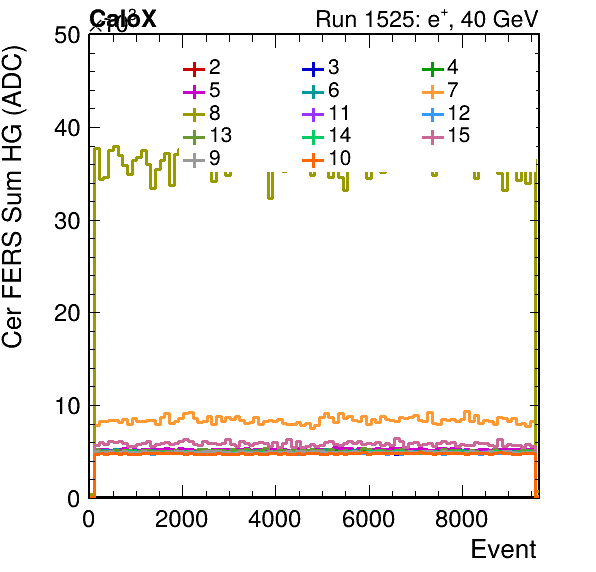 CaloX
×10³
Run 1525: e⁺, 40 GeV
Cer FERS Sum HG (ADC)
50
40
30
20
10
0
2 3 4
5 6 7
8 11 12
13 14 15
9 10
0 2000 4000 6000 8000
Event